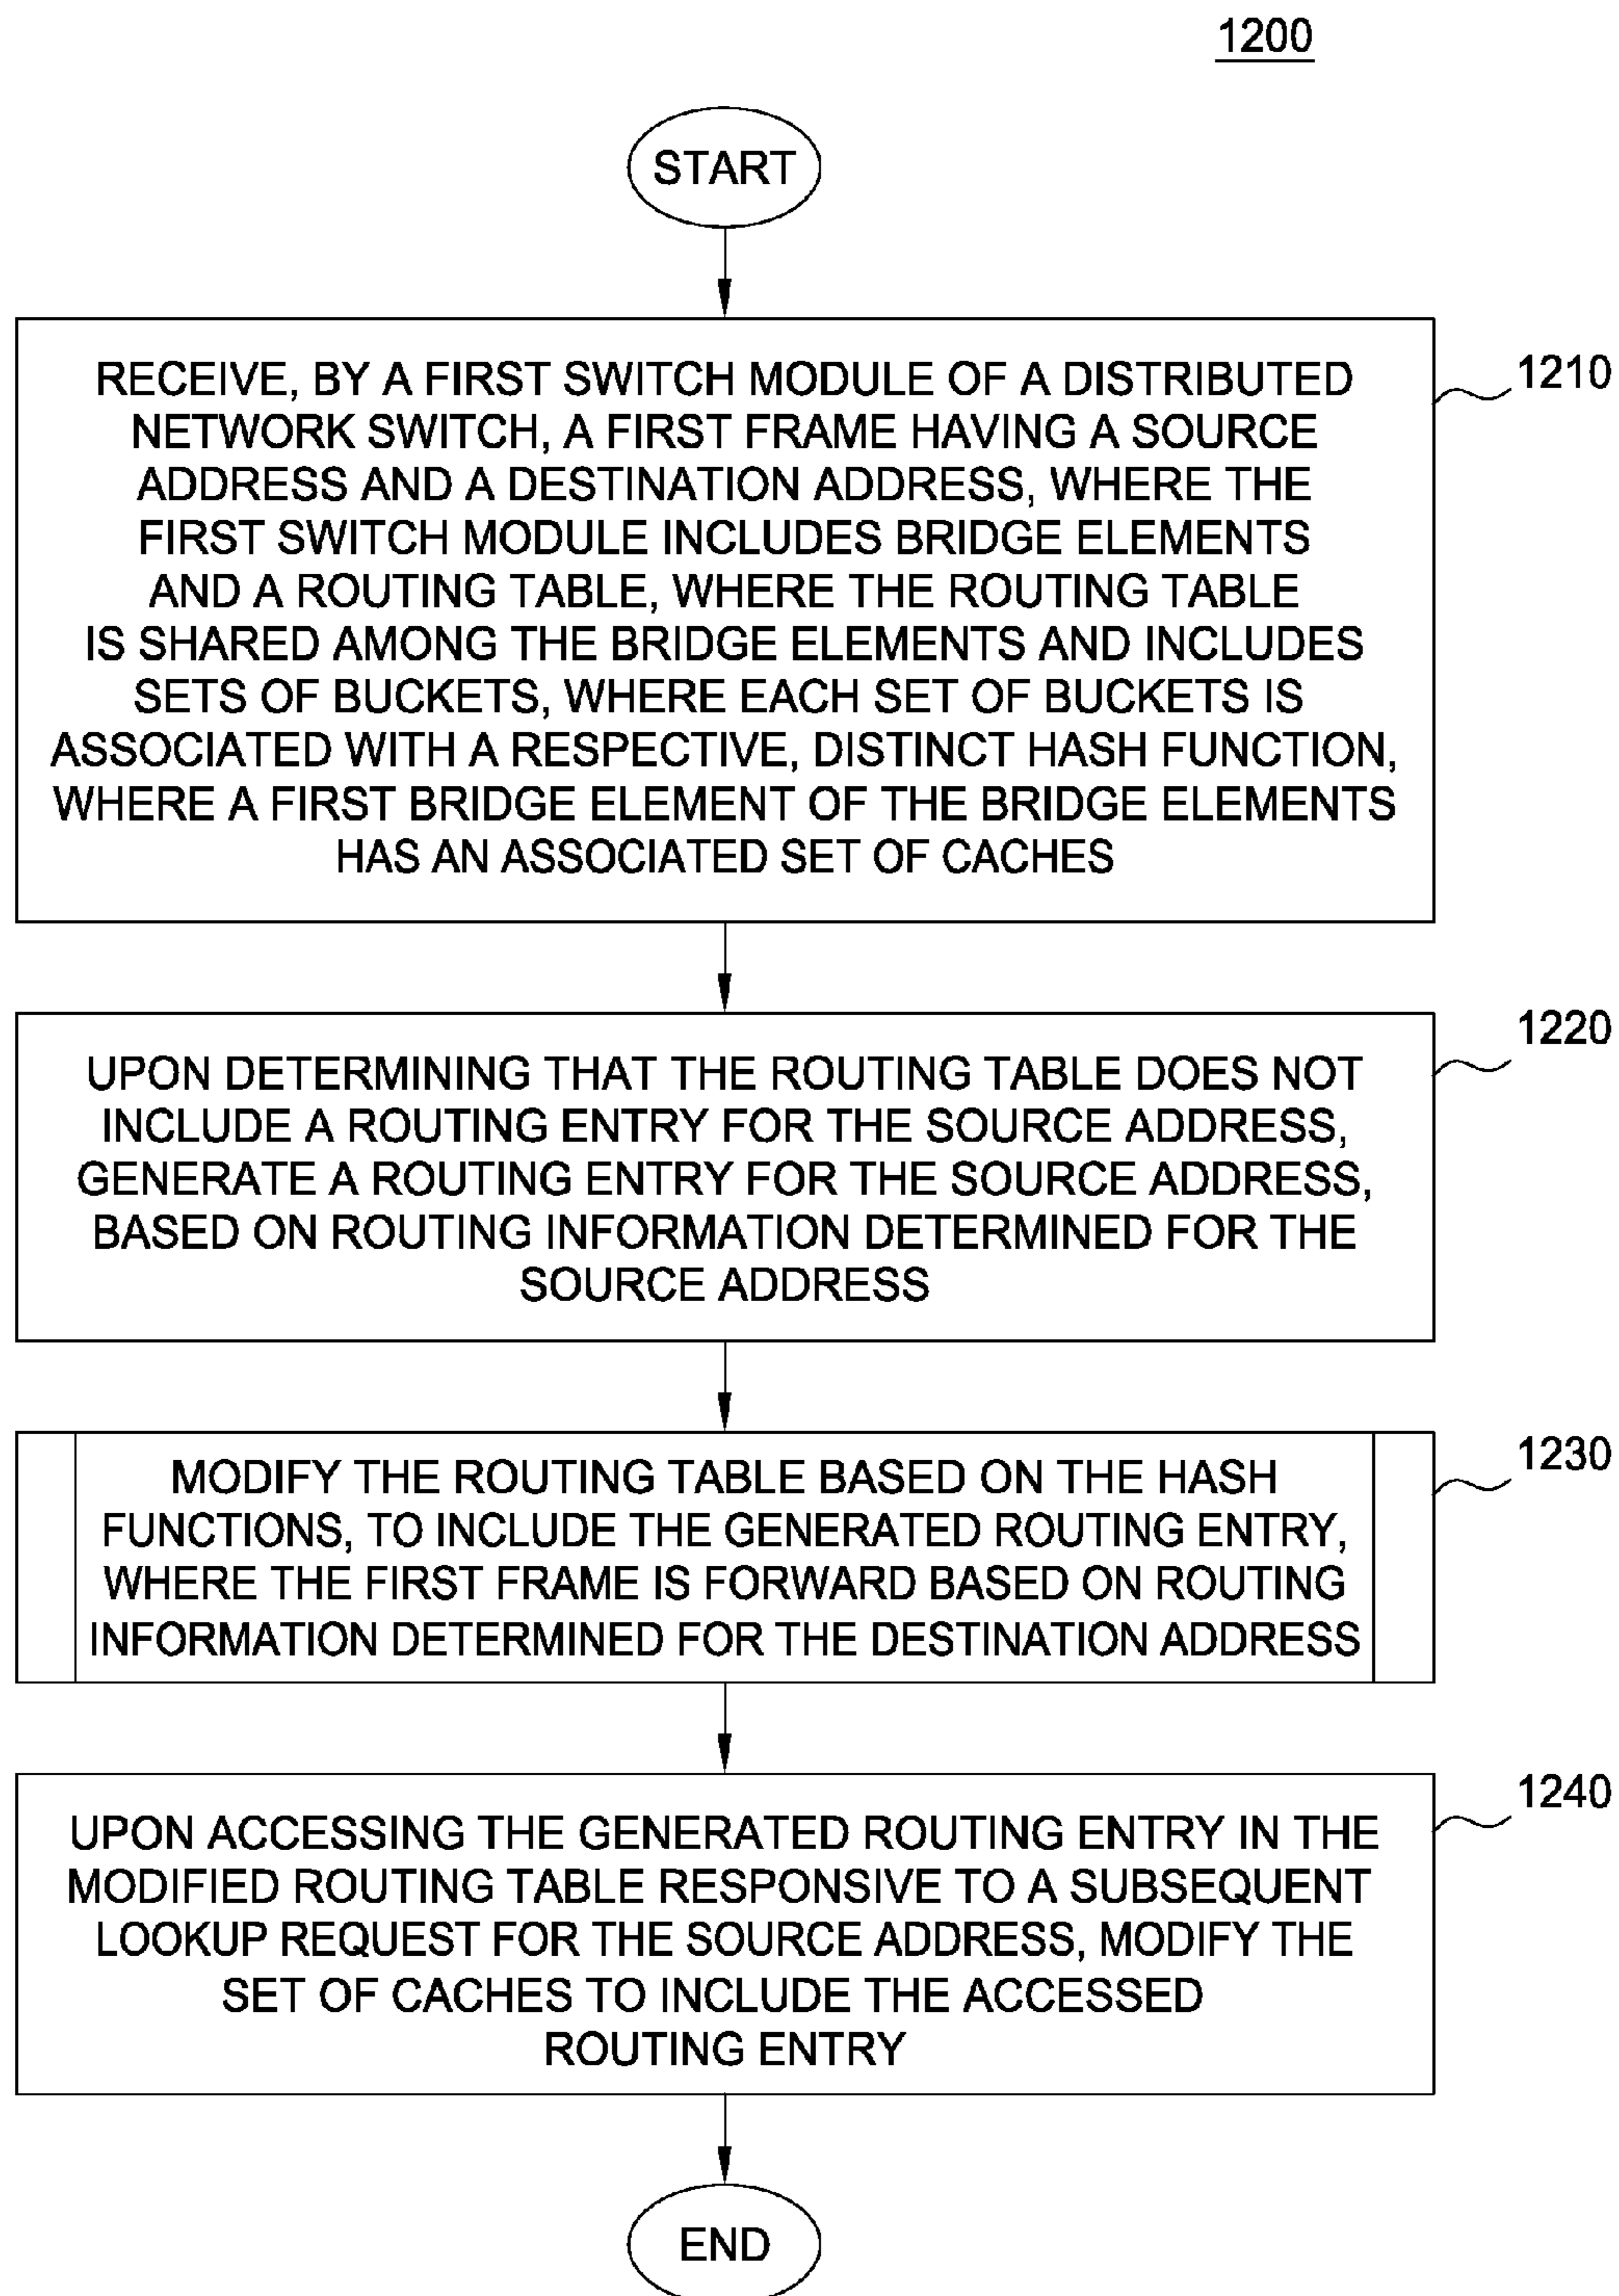 1200
START
RECEIVE, BY A FIRST SWITCH MODULE OF A DISTRIBUTED
NETWORK SWITCH, A FIRST FRAME HAVING A SOURCE
ADDRESS AND A DESTINATION ADDRESS, WHERE THE
FIRST SWITCH MODULE INCLUDES BRIDGE ELEMENTS
AND A ROUTING TABLE, WHERE THE ROUTING TABLE
IS SHARED AMONG THE BRIDGE ELEMENTS AND INCLUDES
SETS OF BUCKETS, WHERE EACH SET OF BUCKETS IS
ASSOCIATED WITH A RESPECTIVE, DISTINCT HASH FUNCTION,
WHERE A FIRST BRIDGE ELEMENT OF THE BRIDGE ELEMENTS
HAS AN ASSOCIATED SET OF CACHES
1210
UPON DETERMINING THAT THE ROUTING TABLE DOES NOT
INCLUDE A ROUTING ENTRY FOR THE SOURCE ADDRESS,
GENERATE A ROUTING ENTRY FOR THE SOURCE ADDRESS,
BASED ON ROUTING INFORMATION DETERMINED FOR THE
SOURCE ADDRESS
1220
MODIFY THE ROUTING TABLE BASED ON THE HASH
FUNCTIONS, TO INCLUDE THE GENERATED ROUTING ENTRY,
WHERE THE FIRST FRAME IS FORWARD BASED ON ROUTING
INFORMATION DETERMINED FOR THE DESTINATION ADDRESS
1230
UPON ACCESSING THE GENERATED ROUTING ENTRY IN THE
MODIFIED ROUTING TABLE RESPONSIVE TO A SUBSEQUENT
LOOKUP REQUEST FOR THE SOURCE ADDRESS, MODIFY THE
SET OF CACHES TO INCLUDE THE ACCESSED
ROUTING ENTRY
1240
END